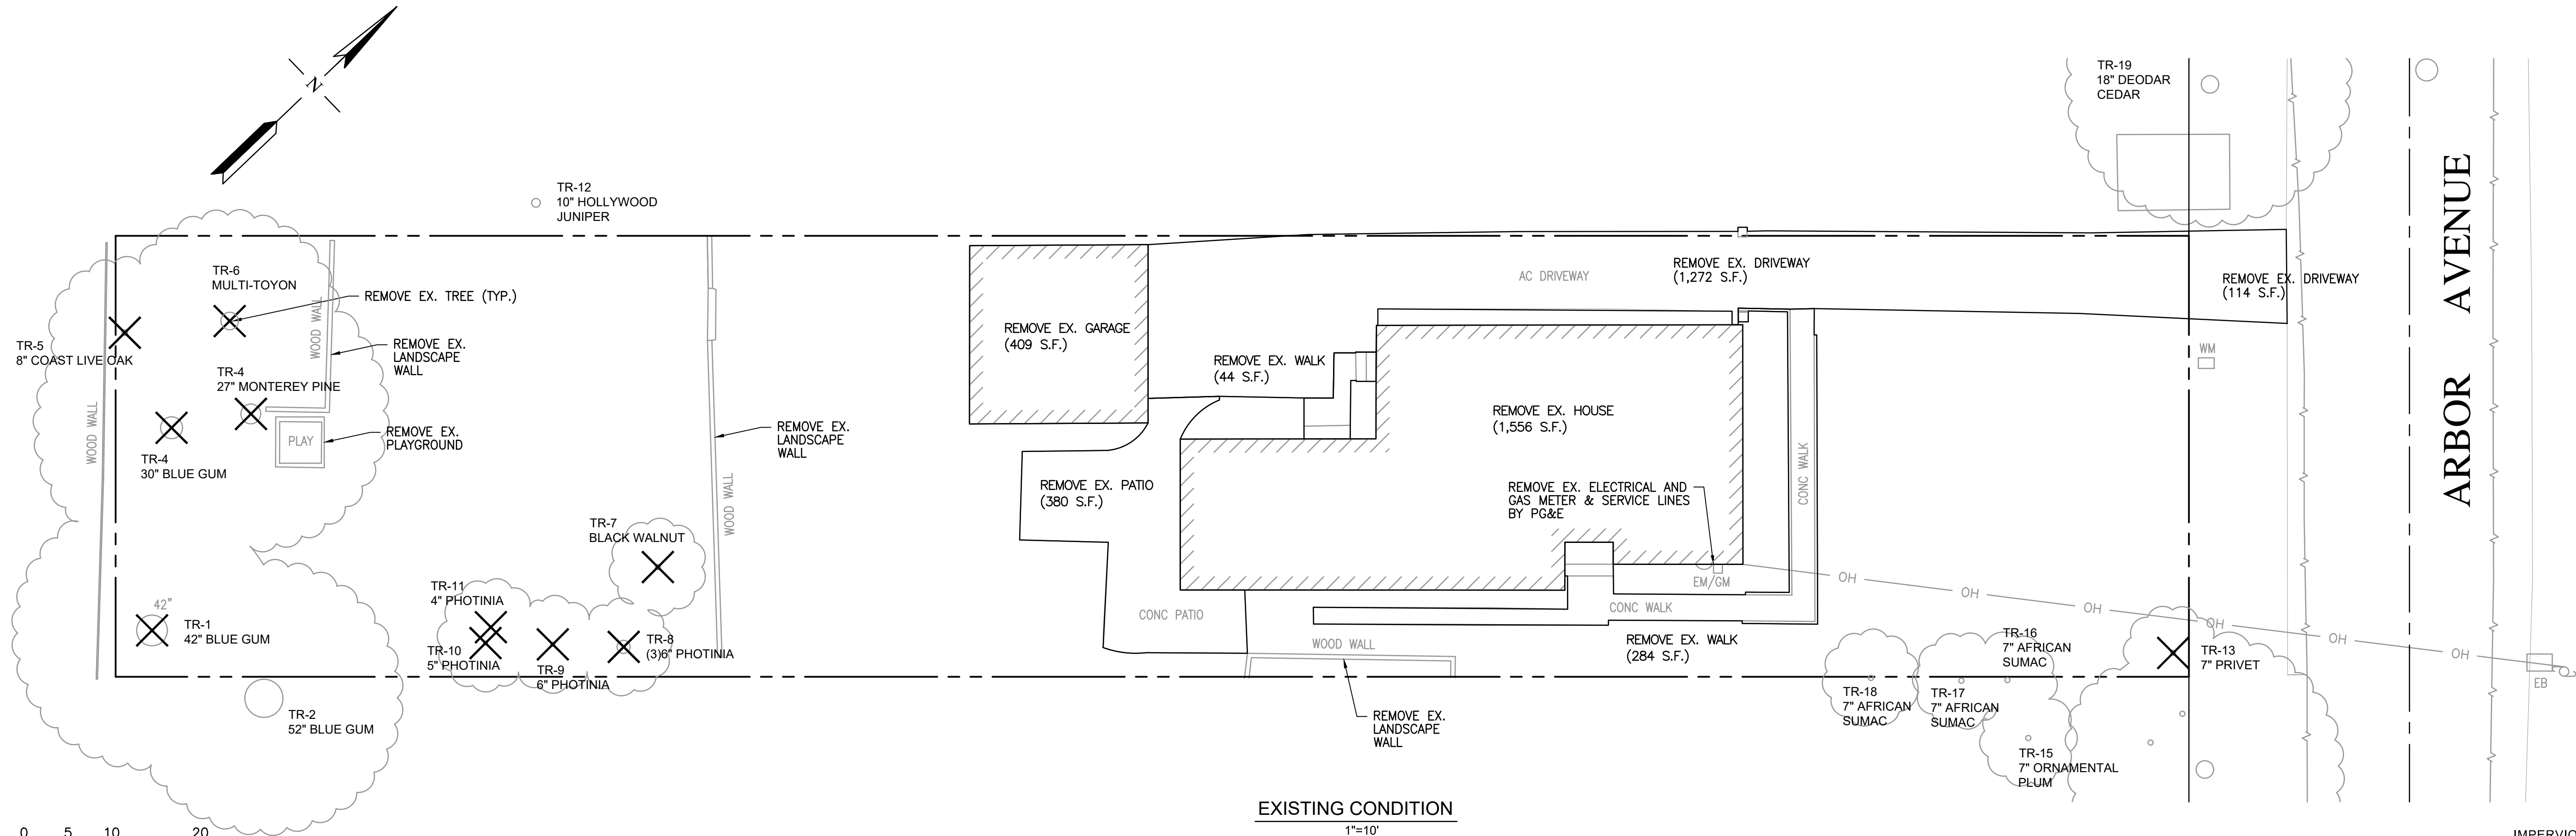 N
TR-19
18" DEODAR
CEDAR
TR-12
10" HOLLYWOOD
JUNIPER
TR-6
MULTI-TOYON
REMOVE EX. TREE (TYP.)
WOOD WALL
REMOVE EX.
LANDSCAPE
WALL
TR-5
8" COAST LIVE OAK
TR-4
27" MONTEREY PINE
WOOD WALL
PLAY
REMOVE EX.
PLAYGROUND
TR-4
30" BLUE GUM
REMOVE EX.
LANDSCAPE
WALL
WOOD WALL
TR-7
BLACK WALNUT
TR-11
4" PHOTINIA
42"
TR-1
42" BLUE GUM
TR-10
5" PHOTINIA
TR-9
6" PHOTINIA
TR-8
(3)6" PHOTINIA
TR-2
52" BLUE GUM
REMOVE EX. GARAGE
(409 S.F.)
REMOVE EX. WALK
(44 S.F.)
AC DRIVEWAY
REMOVE EX. DRIVEWAY
(1,272 S.F.)
REMOVE EX. DRIVEWAY
(114 S.F.)
REMOVE EX. HOUSE
(1,556 S.F.)
REMOVE EX. PATIO
(380 S.F.)
REMOVE EX. ELECTRICAL AND
GAS METER & SERVICE LINES
BY PG&E
CONC WALK
EM/GM
CONC PATIO
CONC WALK
WOOD WALL
REMOVE EX. WALK
(284 S.F.)
REMOVE EX.
LANDSCAPE
WALL
WM
OH
OH
OH
OH
OH
OH
EB
TR-16
7" AFRICAN
SUMAC
TR-13
7" PRIVET
TR-18
7" AFRICAN
SUMAC
TR-17
7" AFRICAN
SUMAC
TR-15
7" ORNAMENTAL
PLUM
ARBOR AVENUE
EXISTING CONDITION
1"=10'
0 5 10 20